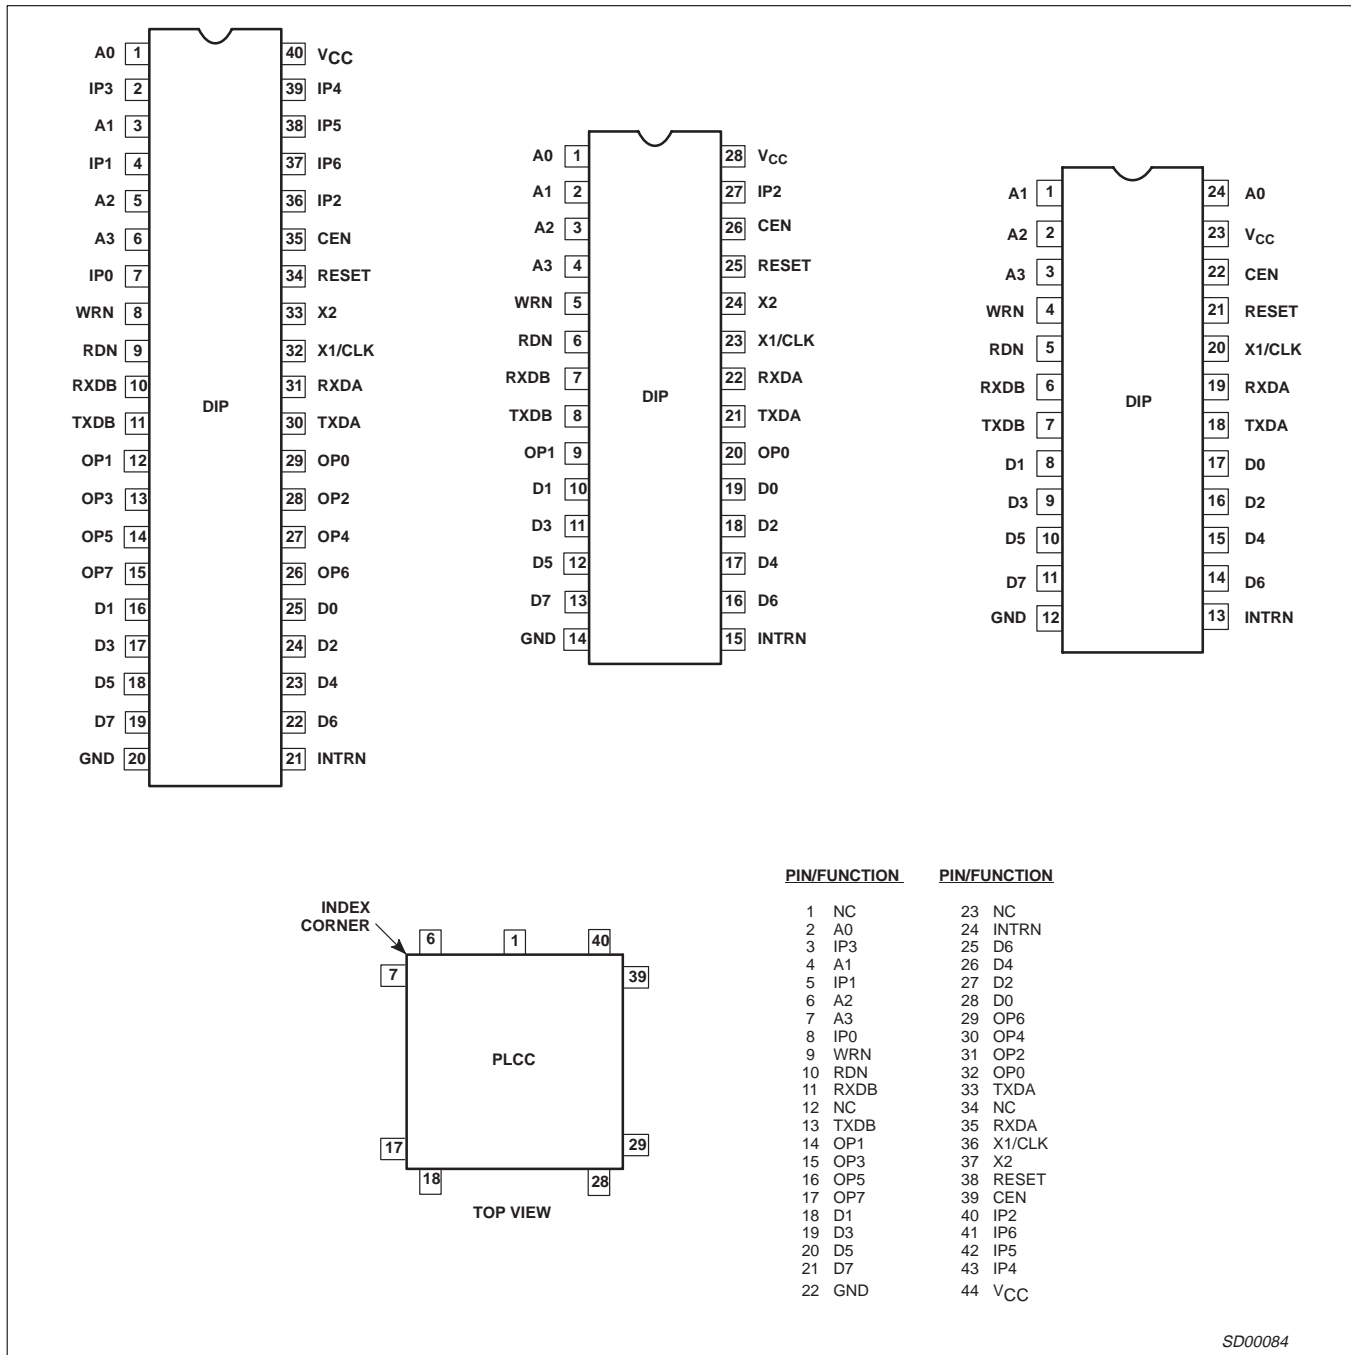 A0 1 40 VCC
IP3 2 39 IP4
A1 3 38 IP5
IP1 4 37 IP6
A2 5 36 IP2
A3 6 35 CEN
IP0 7 34 RESET
WRN 8 33 X2
RDN 9 32 X1/CLK
RXDB 10 31 RXDA
TXDB 11 30 TXDA
OP1 12 29 OP0
OP3 13 28 OP2
OP5 14 27 OP4
OP7 15 26 OP6
D1 16 25 D0
D3 17 24 D2
D5 18 23 D4
D7 19 22 D6
GND 20 21 INTRN
DIP
A0 1 28 VCC
A1 2 27 IP2
A2 3 26 CEN
A3 4 25 RESET
WRN 5 24 X2
RDN 6 23 X1/CLK
RXDB 7 22 RXDA
TXDB 8 21 TXDA
OP1 9 20 OP0
D1 10 19 D0
D3 11 18 D2
D5 12 17 D4
D7 13 16 D6
GND 14 15 INTRN
DIP
A1 1 24 A0
A2 2 23 VCC
A3 3 22 CEN
WRN 4 21 RESET
RDN 5 20 X1/CLK
RXDB 6 19 RXDA
TXDB 7 18 TXDA
D1 8 17 D0
D3 9 16 D2
D5 10 15 D4
D7 11 14 D6
GND 12 13 INTRN
DIP
INDEX
CORNER
6 1 40
7 39
PLCC
17 29
18 28
TOP VIEW
PIN/FUNCTION PIN/FUNCTION
1 NC 23 NC
2 A0 24 INTRN
3 IP3 25 D6
4 A1 26 D4
5 IP1 27 D2
6 A2 28 D0
7 A3 29 OP6
8 IP0 30 OP4
9 WRN 31 OP2
10 RDN 32 OP0
11 RXDB 33 TXDA
12 NC 34 NC
13 TXDB 35 RXDA
14 OP1 36 X1/CLK
15 OP3 37 X2
16 OP5 38 RESET
17 OP7 39 CEN
18 D1 40 IP2
19 D3 41 IP6
20 D5 42 IP5
21 D7 43 IP4
22 GND 44 VCC
SD00084